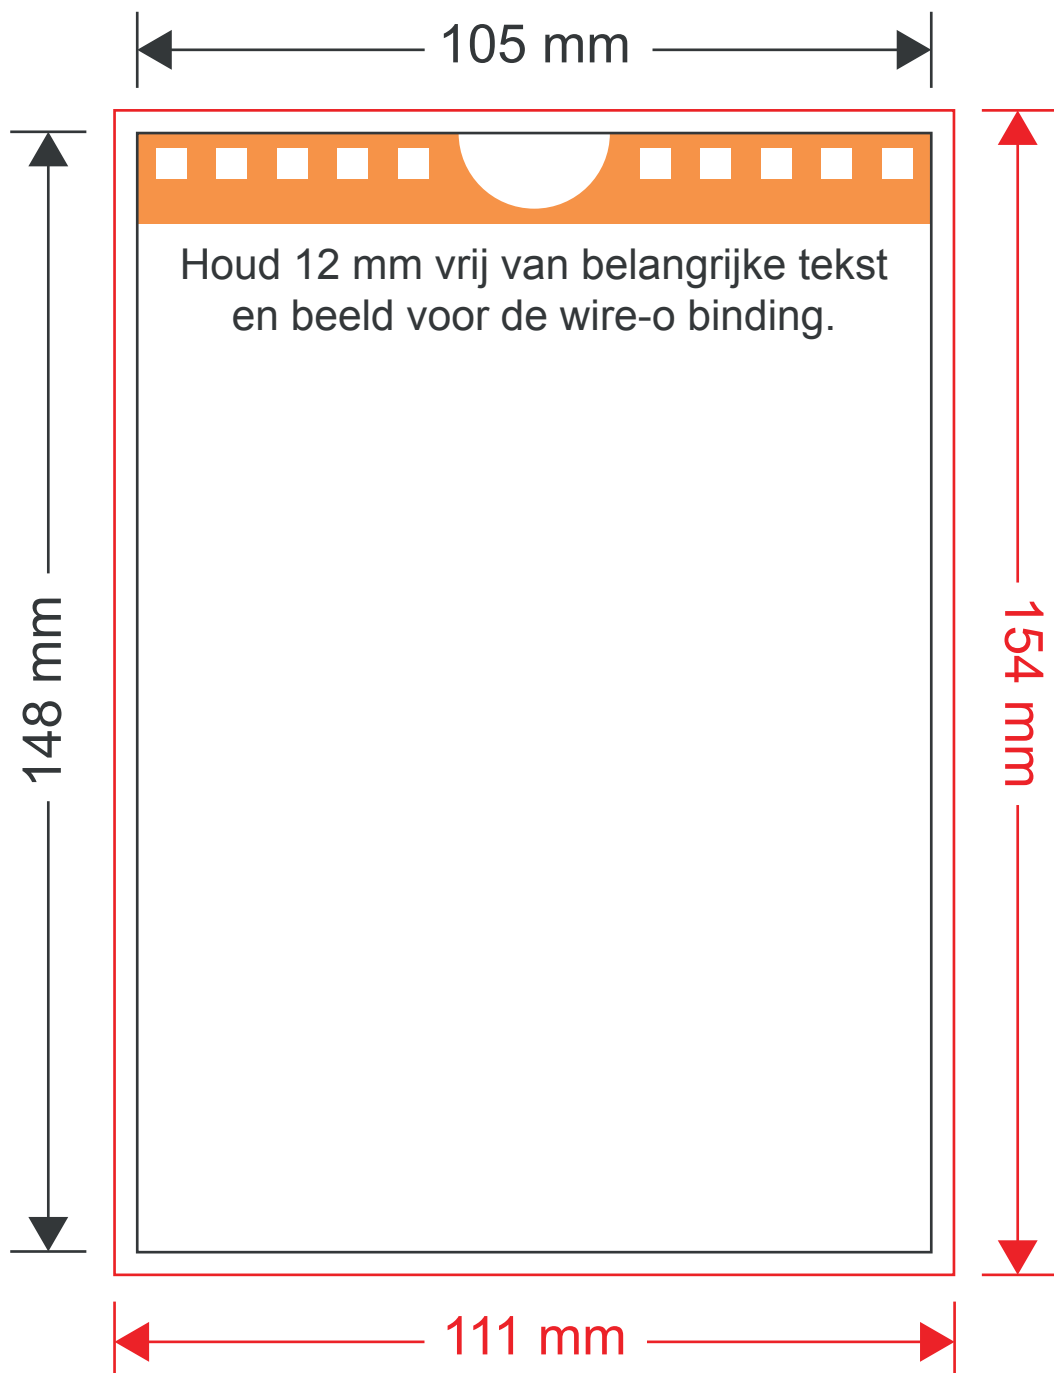 105 mm
Houd 12 mm vrij van belangrijke tekst
en beeld voor de wire-o binding.
148 mm
154 mm
111 mm